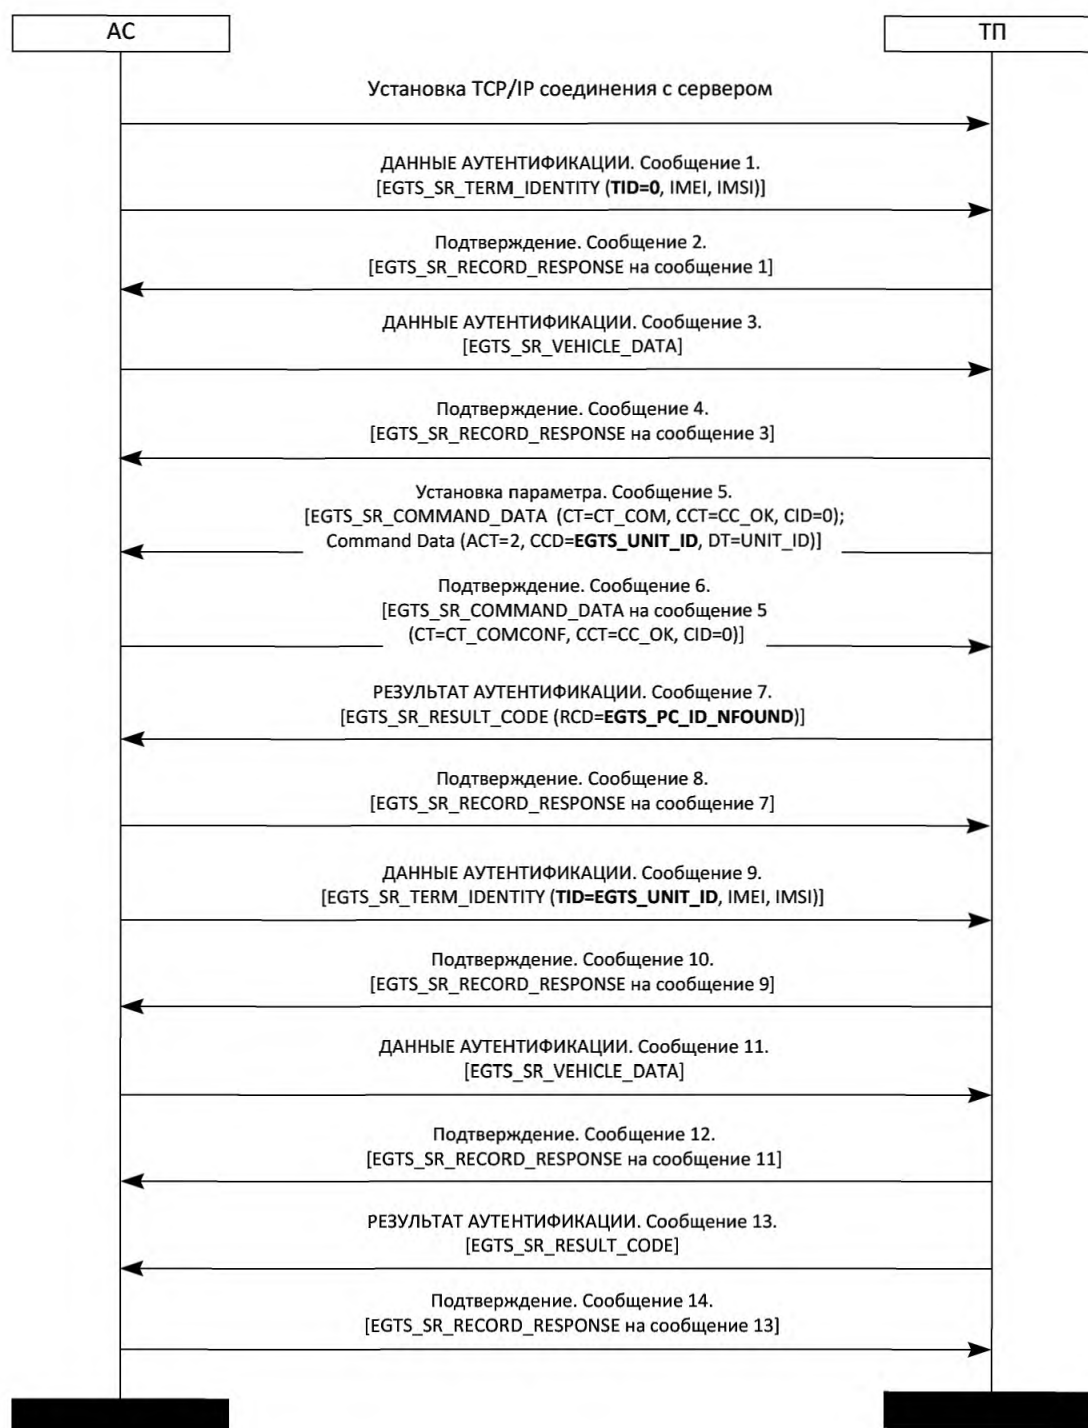 АС
ТП
Установка TCP/IP соединения с сервером
ДАННЫЕ АУТЕНТИФИКАЦИИ. Сообщение 1.
[EGTS_SR_TERM_IDENTITY (TID=0, IMEI, IMSI)]
Подтверждение. Сообщение 2.
[EGTS_SR_RECORD_RESPONSE на сообщение 1]
ДАННЫЕ АУТЕНТИФИКАЦИИ. Сообщение 3.
[EGTS_SR_VEHICLE_DATA]
Подтверждение. Сообщение 4.
[EGTS_SR_RECORD_RESPONSE на сообщение 3]
Установка параметра. Сообщение 5.
[EGTS_SR_COMMAND_DATA (CT=CT_COM, CCT=CC_OK, CID=0);
Command Data (ACT=2, CCD=EGTS_UNIT_ID, DT=UNIT_ID)]
Подтверждение. Сообщение 6.
[EGTS_SR_COMMAND_DATA на сообщение 5
(CT=CT_COMCONF, CCT=CC_OK, CID=0)]
РЕЗУЛЬТАТ АУТЕНТИФИКАЦИИ. Сообщение 7.
[EGTS_SR_RESULT_CODE (RCD=EGTS_PC_ID_NFOUND)]
Подтверждение. Сообщение 8.
[EGTS_SR_RECORD_RESPONSE на сообщение 7]
ДАННЫЕ АУТЕНТИФИКАЦИИ. Сообщение 9.
[EGTS_SR_TERM_IDENTITY (TID=EGTS_UNIT_ID, IMEI, IMSI)]
Подтверждение. Сообщение 10.
[EGTS_SR_RECORD_RESPONSE на сообщение 9]
ДАННЫЕ АУТЕНТИФИКАЦИИ. Сообщение 11.
[EGTS_SR_VEHICLE_DATA]
Подтверждение. Сообщение 12.
[EGTS_SR_RECORD_RESPONSE на сообщение 11]
РЕЗУЛЬТАТ АУТЕНТИФИКАЦИИ. Сообщение 13.
[EGTS_SR_RESULT_CODE]
Подтверждение. Сообщение 14.
[EGTS_SR_RECORD_RESPONSE на сообщение 13]